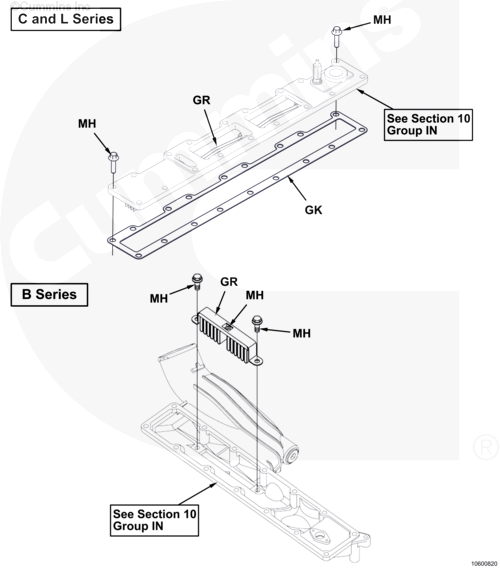 ©Cummins Inc.
C and L Series
MH
GR
MH
See Section 10
Group IN
GK
B Series
GR
MH
MH
MH
See Section 10
Group IN
Cummins
®
10600820